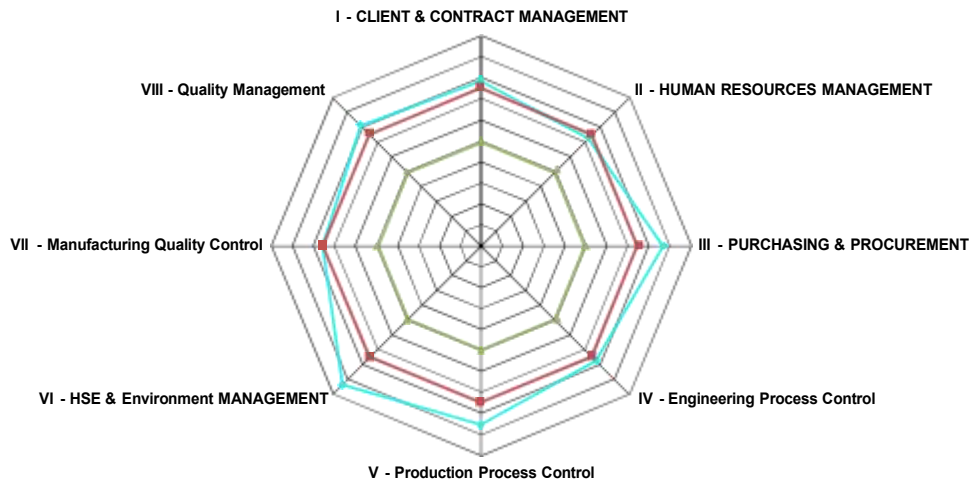 I - CLIENT & CONTRACT MANAGEMENT
VIII - Quality Management
II - HUMAN RESOURCES MANAGEMENT
VII - Manufacturing Quality Control
III - PURCHASING & PROCUREMENT
VI - HSE & Environment MANAGEMENT
IV - Engineering Process Control
V - Production Process Control